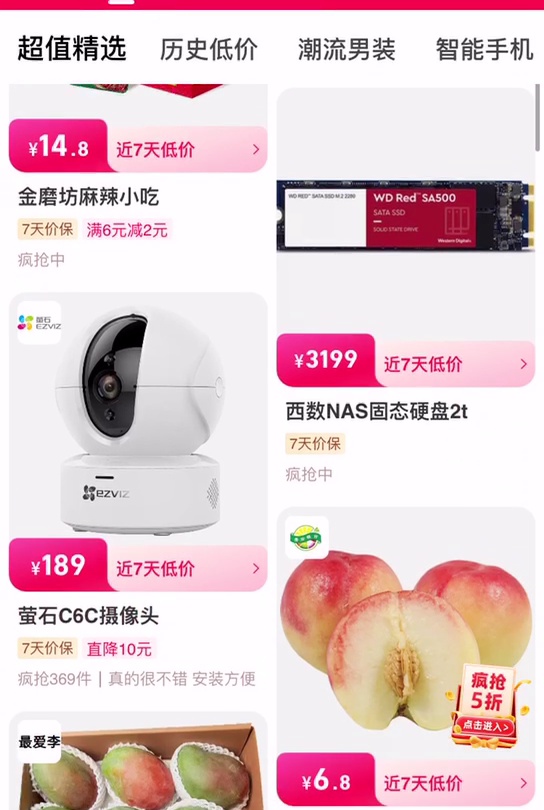 超值精选
历史低价
潮流男装
智能手机
¥14.8
近7天低价
金磨坊麻辣小吃
7天价保
满6元减2元
疯抢中
萤石
EZVIZ
ezviz
¥189
近7天低价
萤石C6C摄像头
7天价保
直降10元
疯抢369件｜真的很不错 安装方便
最爱李
WD RED™ SATA SSD M.2 2280
WD Red™ SA500
SATA SSD
SOLID STATE DRIVE
Western Digital
¥3199
近7天低价
西数NAS固态硬盘2t
7天价保
疯抢中
疯抢
5折
点击进入>
¥6.8
近7天低价